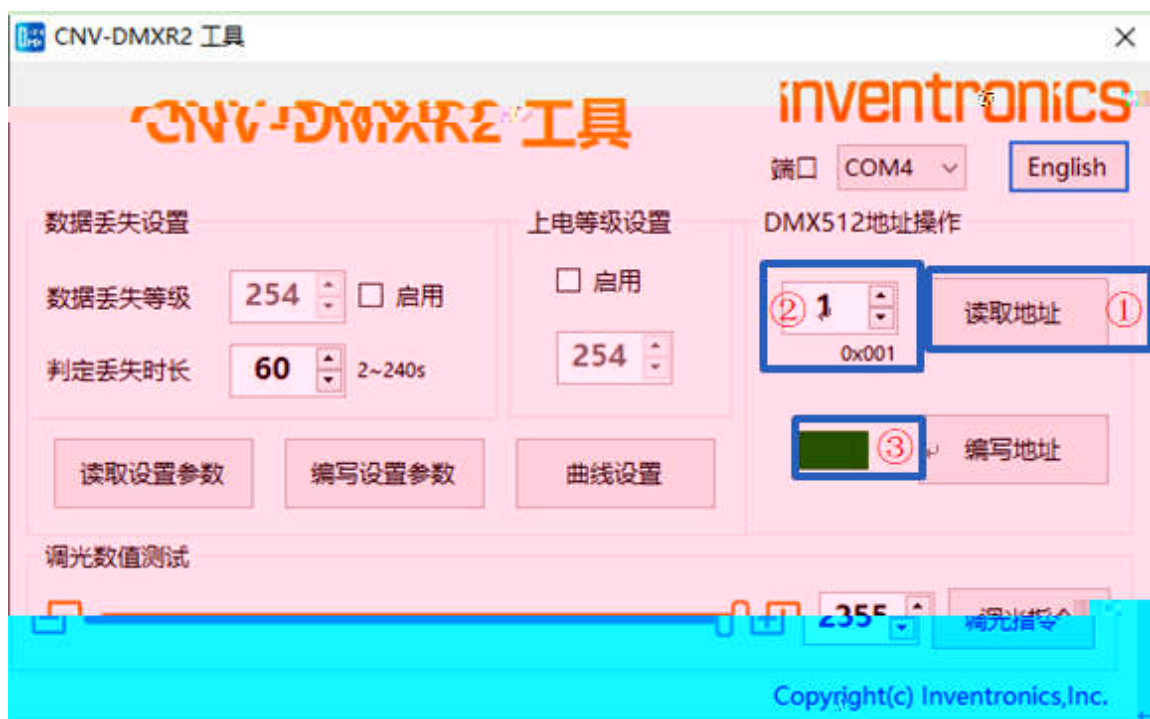 CNV-DMXR2 工具
inventronics
CNV-DMXR2 工具
端口 COM4 English
数据丢失设置 上电等级设置 DMX512地址操作
数据丢失等级 254 启用 启用 ② 1 读取地址 ①
0x001
判定丢失时长 60 2~240s 254
③ 编写地址
读取设置参数 编写设置参数 曲线设置
调光数值测试
255 调光指令
Copyright(c) Inventronics,Inc.